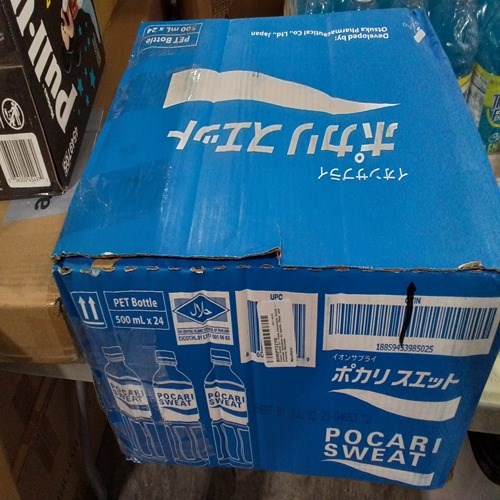 Pull-U
PET Bottle
500 mL x 24
Developed by:
Otsuka Pharmaceutical Co., Ltd., Japan
ポカリスエット
イオンサプライ
PET Bottle
500 mL x 24
حلال
UPC
18859453985025
イオンサプライ
ポカリスエット
POCARI
SWEAT
POCARI
SWEAT
POCARI
SWEAT
POCARI
SWEAT